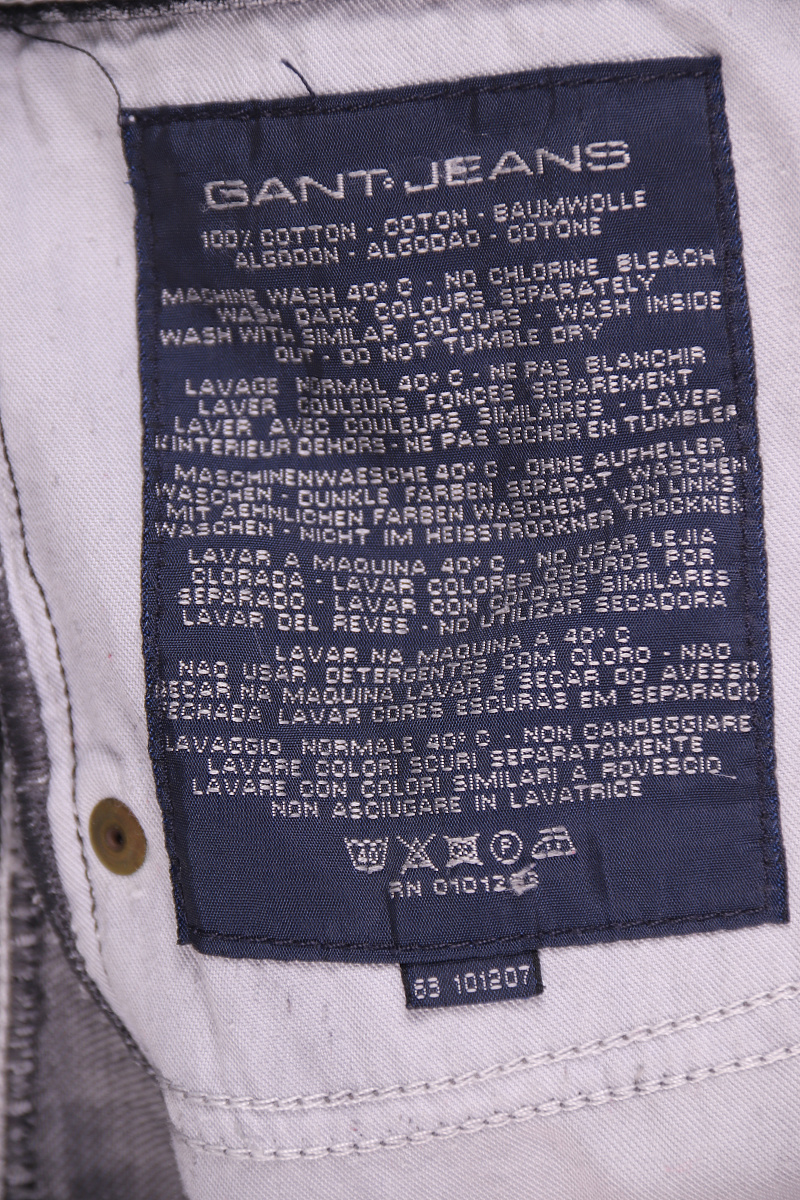 GANT·JEANS
100% COTTON - COTON - BAUMWOLLE
ALGODON - ALGODAO - COTONE
MACHINE WASH 40° C - NO CHLORINE BLEACH
WASH DARK COLOURS SEPARATELY
WASH WITH SIMILAR COLOURS - WASH INSIDE
OUT - DO NOT TUMBLE DRY
LAVAGE NORMAL 40° C - NE PAS BLANCHIR
LAVER COULEURS FONCES SEPAREMENT
LAVER AVEC COULEURS SIMILAIRES - LAVER
INTERIEUR DEHORS - NE PAS SECHER EN TUMBLER
MASCHINENWAESCHE 40° C - OHNE AUFHELLER
WASCHEN - DUNKLE FARBEN SEPARAT WASCHEN
MIT AEHNLICHEN FARBEN WASCHEN - VON LINKS
WASCHEN - NICHT IM HEISSTROCKNER TROCKNEN
LAVAR A MAQUINA 40° C - NO USAR LEJIA
CLORADA - LAVAR COLORES OSCUROS POR
SEPARADO - LAVAR CON COLORES SIMILARES
LAVAR DEL REVES - NO UTILIZAR SECADORA
LAVAR NA MAQUINA A 40° C
NAO USAR DETERGENTES COM CLORO - NAO
SECAR NA MAQUINA LAVAR E SECAR DO AVESSO
FECHADA LAVAR CORES ESCURAS EM SEPARADO
LAVAGGIO NORMALE 40° C - NON CANDEGGIARE
LAVARE COLORI SCURI SEPARATAMENTE
LAVARE CON COLORI SIMILARI A ROVESCIO
NON ASCIUGARE IN LAVATRICE
40 P
RN
63 101207